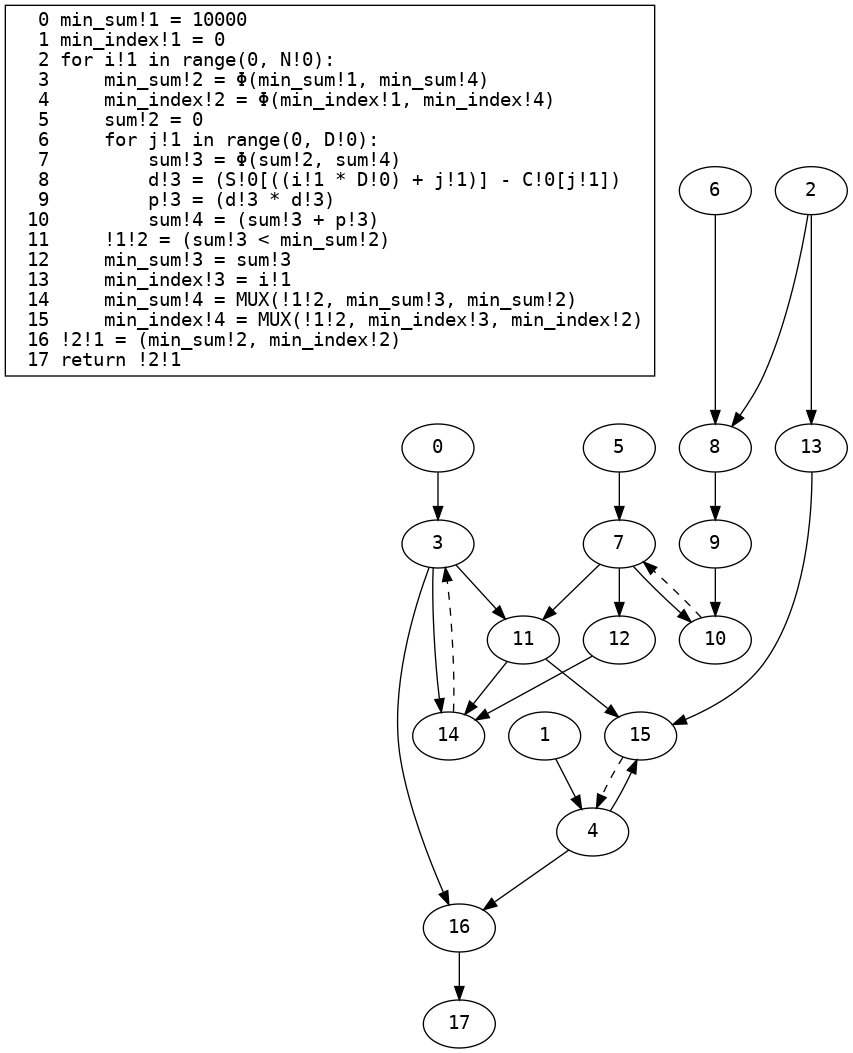 0 min_sum!1 = 10000
1 min_index!1 = 0
2 for i!1 in range(0, N!0):
3     min_sum!2 = Φ(min_sum!1, min_sum!4)
4     min_index!2 = Φ(min_index!1, min_index!4)
5     sum!2 = 0
6     for j!1 in range(0, D!0):
7         sum!3 = Φ(sum!2, sum!4)
8         d!3 = (S!0[((i!1 * D!0) + j!1)] - C!0[j!1])
9         p!3 = (d!3 * d!3)
10         sum!4 = (sum!3 + p!3)
11     !1!2 = (sum!3 < min_sum!2)
12     min_sum!3 = sum!3
13     min_index!3 = i!1
14     min_sum!4 = MUX(!1!2, min_sum!3, min_sum!2)
15     min_index!4 = MUX(!1!2, min_index!3, min_index!2)
16 !2!1 = (min_sum!2, min_index!2)
17 return !2!1
6
2
0
5
8
13
3
7
9
11
12
10
14
1
15
4
16
17